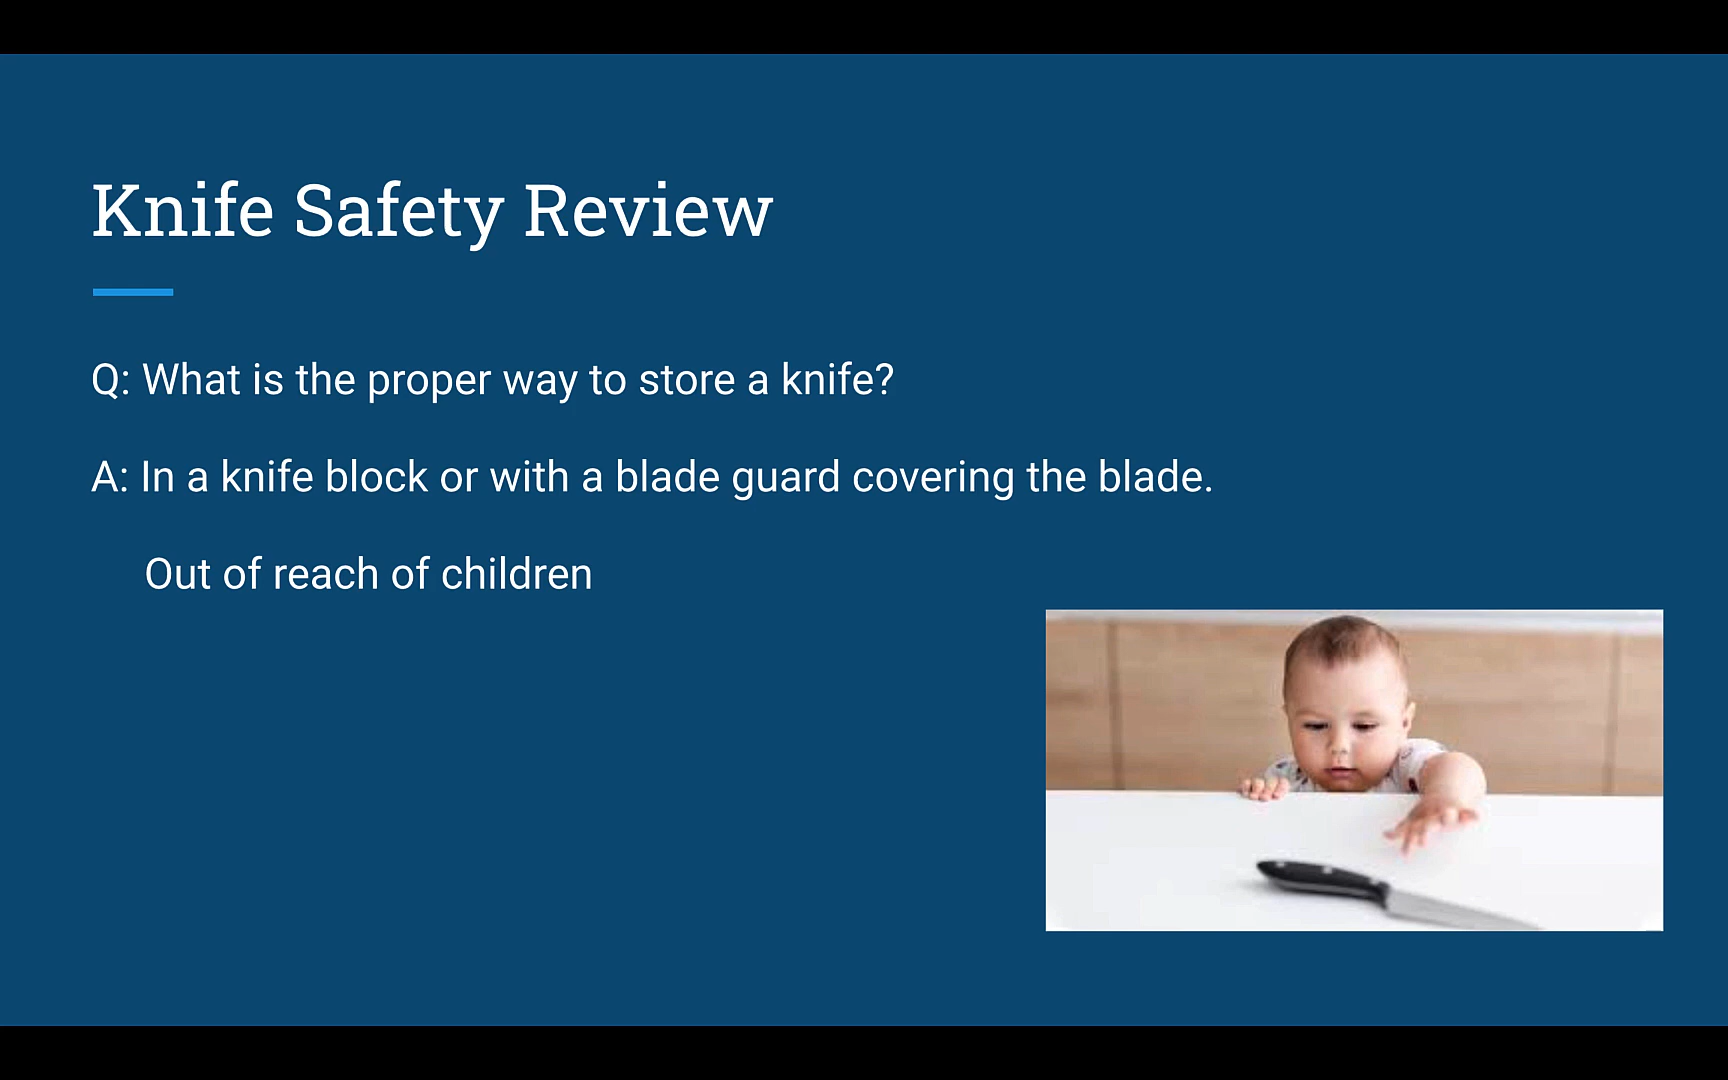 Knife Safety Review
Q: What is the proper way to store a knife?
A: In a knife block or with a blade guard covering the blade.
Out of reach of children